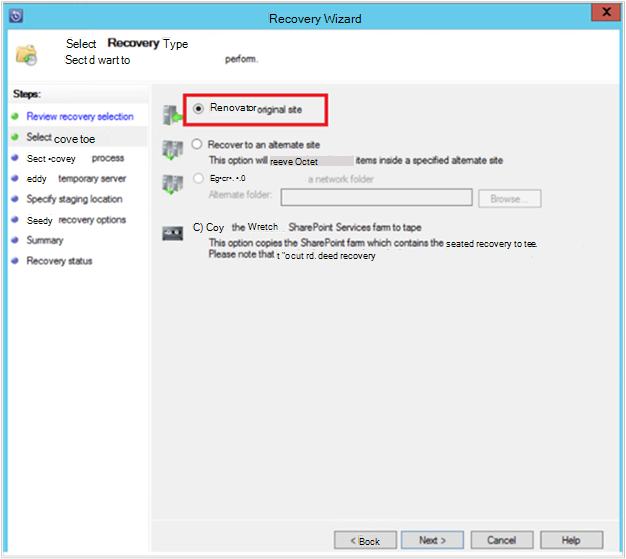 Recovery Wizard
Select Recovery Type
Sect d wart to perform.
Steps:
Review recovery selection
Select cove toe
Sect •covey process
eddy temporary server
Specify staging location
Seedy recovery options
Summary
Recovery status
Renovator original site
Recover to an alternate site
This option will reeve Octet items inside a specified alternate site
Eg•cr•. •.0 a network folder
Alternate folder:
Browse...
C) Coy the Wretch SharePoint Services farm to tape
This option copies the SharePoint farm which contains the seated recovery to tee.
Please note that t "o cut rd. deed recovery
< Bock
Next >
Cancel
Help